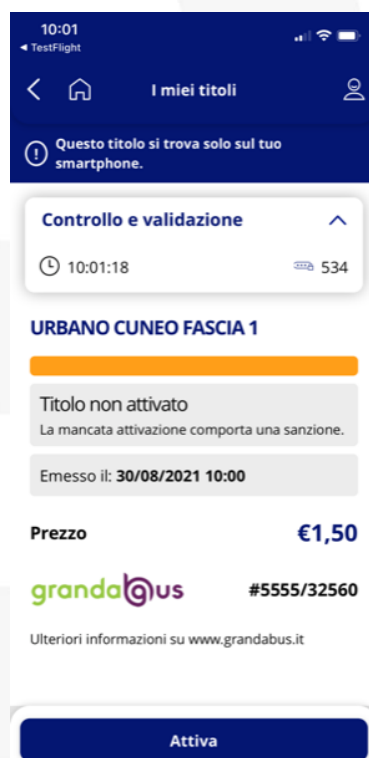 10:01
◀ TestFlight
I miei titoli
Questo titolo si trova solo sul tuo
smartphone.
Controllo e validazione
10:01:18 534
URBANO CUNEO FASCIA 1
Titolo non attivato
La mancata attivazione comporta una sanzione.
Emesso il: 30/08/2021 10:00
Prezzo €1,50
grandabus #5555/32560
Ulteriori informazioni su www.grandabus.it
Attiva